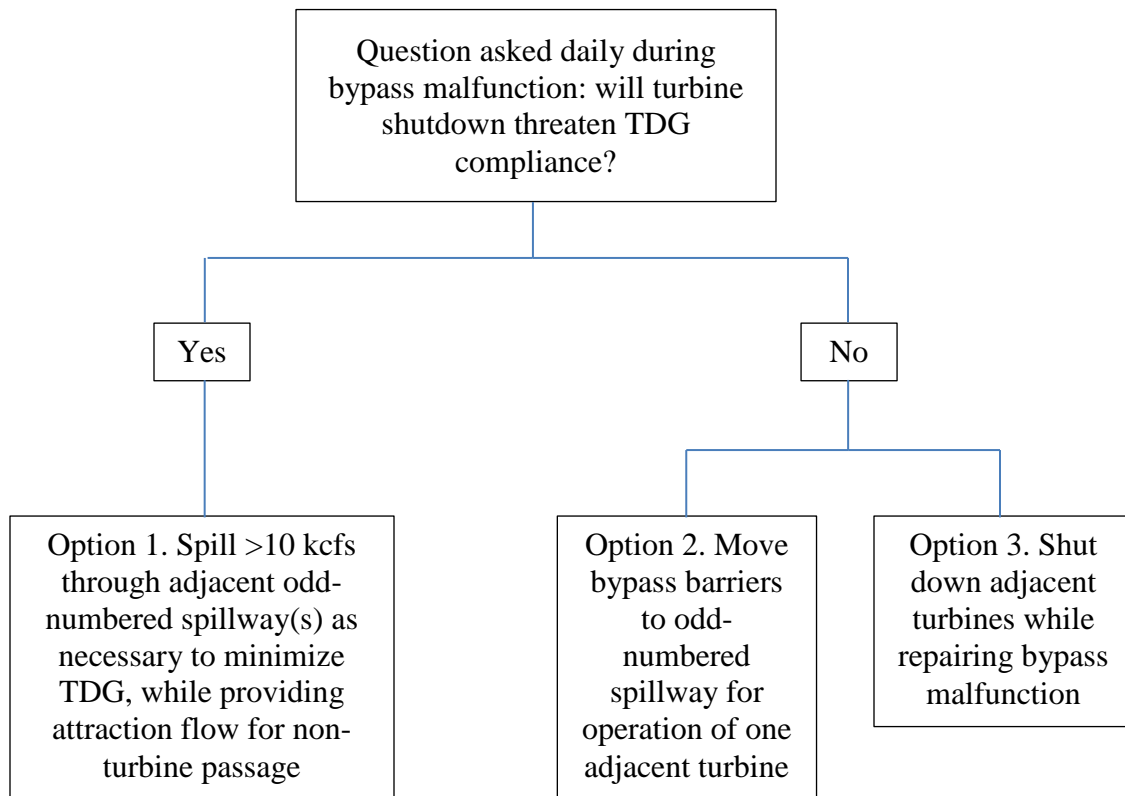 Question asked daily during
bypass malfunction: will turbine
shutdown threaten TDG
compliance?
Yes
No
Option 1. Spill >10 kcfs
through adjacent odd-
numbered spillway(s) as
necessary to minimize
TDG, while providing
attraction flow for non-
turbine passage
Option 2. Move
bypass barriers
to odd-
numbered
spillway for
operation of one
adjacent turbine
Option 3. Shut
down adjacent
turbines while
repairing bypass
malfunction